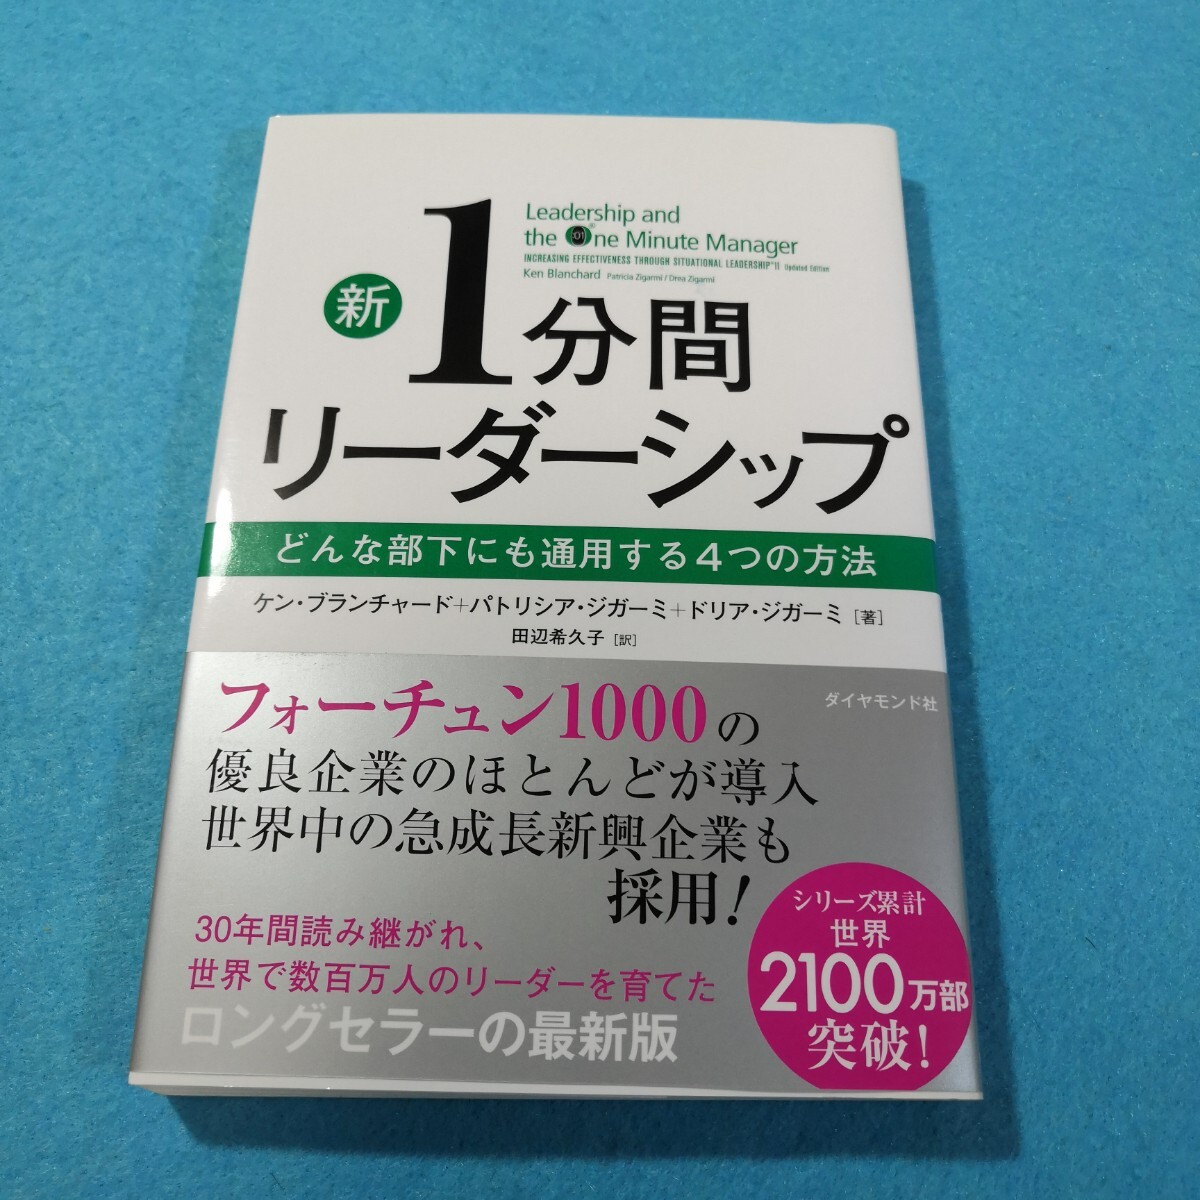 Leadership and
the One Minute Manager
INCREASING EFFECTIVENESS THROUGH SITUATIONAL LEADERSHIP® II Updated Edition
Ken Blanchard Patricia Zigarmi / Drea Zigarmi
新1分間
リーダーシップ
どんな部下にも通用する4つの方法
ケン・ブランチャード+パトリシア・ジガーミ+ドリア・ジガーミ[著]
田辺希久子[訳]
ダイヤモンド社
フォーチュン1000の
優良企業のほとんどが導入
世界中の急成長新興企業も
採用!
30年間読み継がれ、
世界で数百万人のリーダーを育てた
ロングセラーの最新版
シリーズ累計
世界
2100万部
突破!